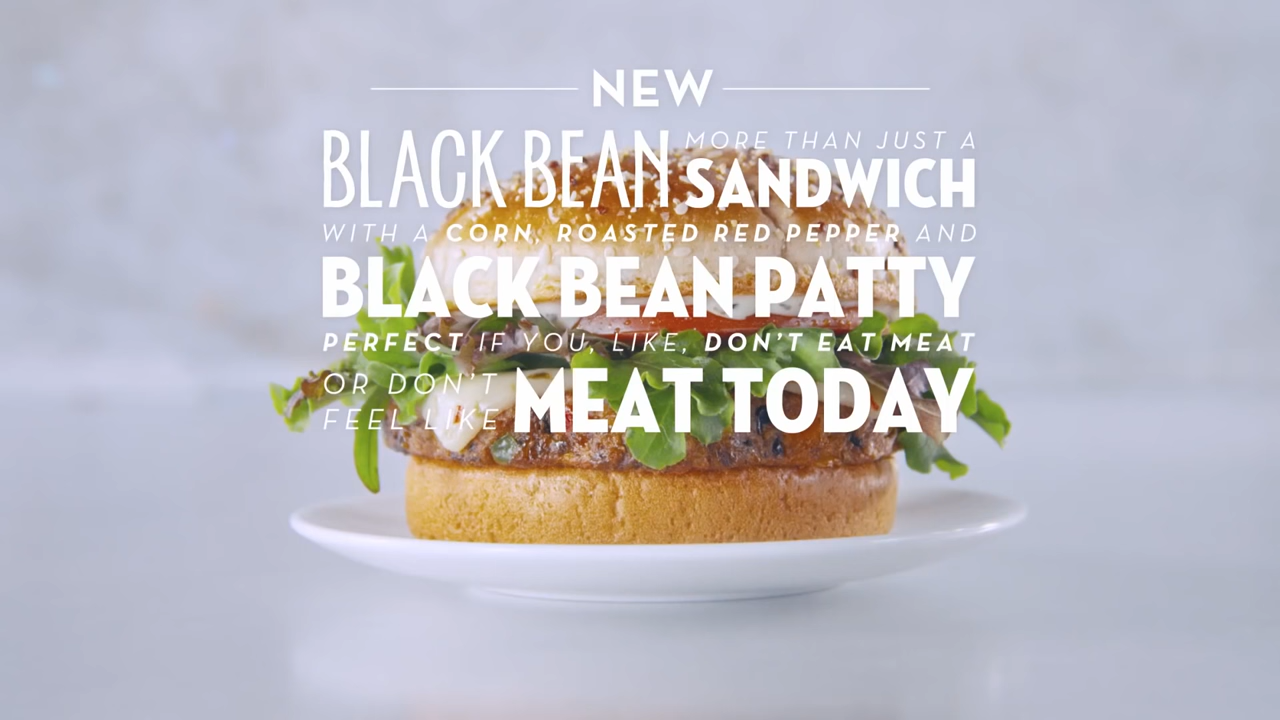 NEW
BLACK BEAN MORE THAN JUST A
SANDWICH
WITH A CORN, ROASTED RED PEPPER AND
BLACK BEAN PATTY
PERFECT IF YOU, LIKE, DON'T EAT MEAT
OR DON'T
FEEL LIKE MEAT TODAY